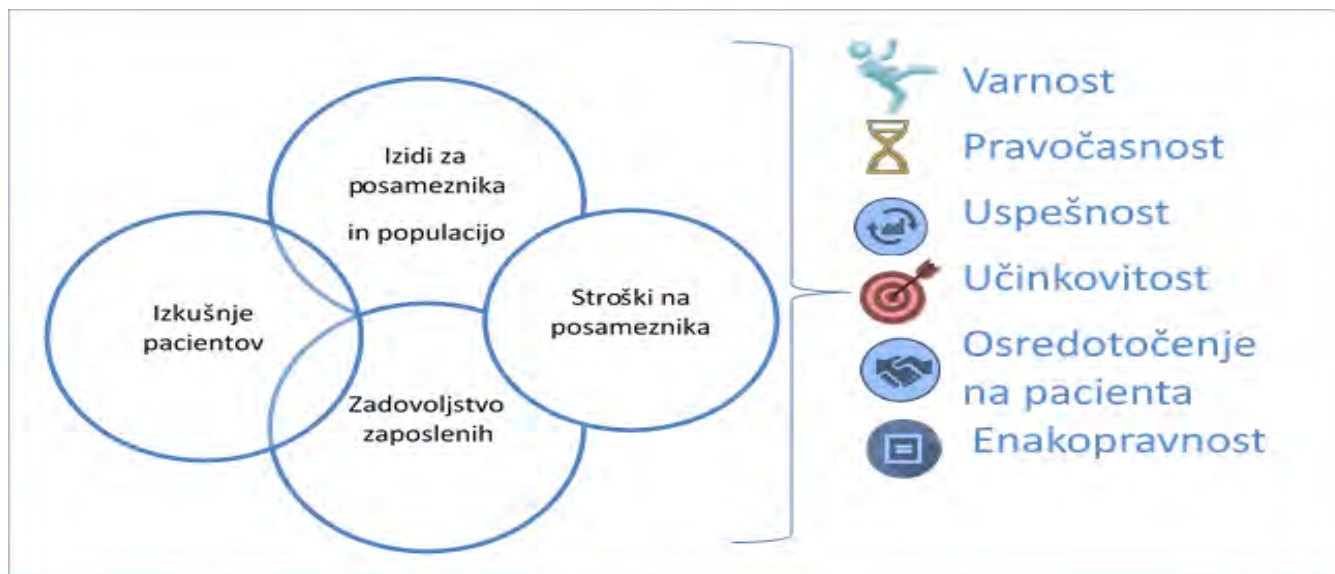 Izidi za
posameznika
in populacijo
Izkušnje
pacientov
Stroški na
posameznika
Zadovoljstvo
zaposlenih
Varnost
Pravočasnost
Uspešnost
Učinkovitost
Osredotočenje
na pacienta
Enakopravnost